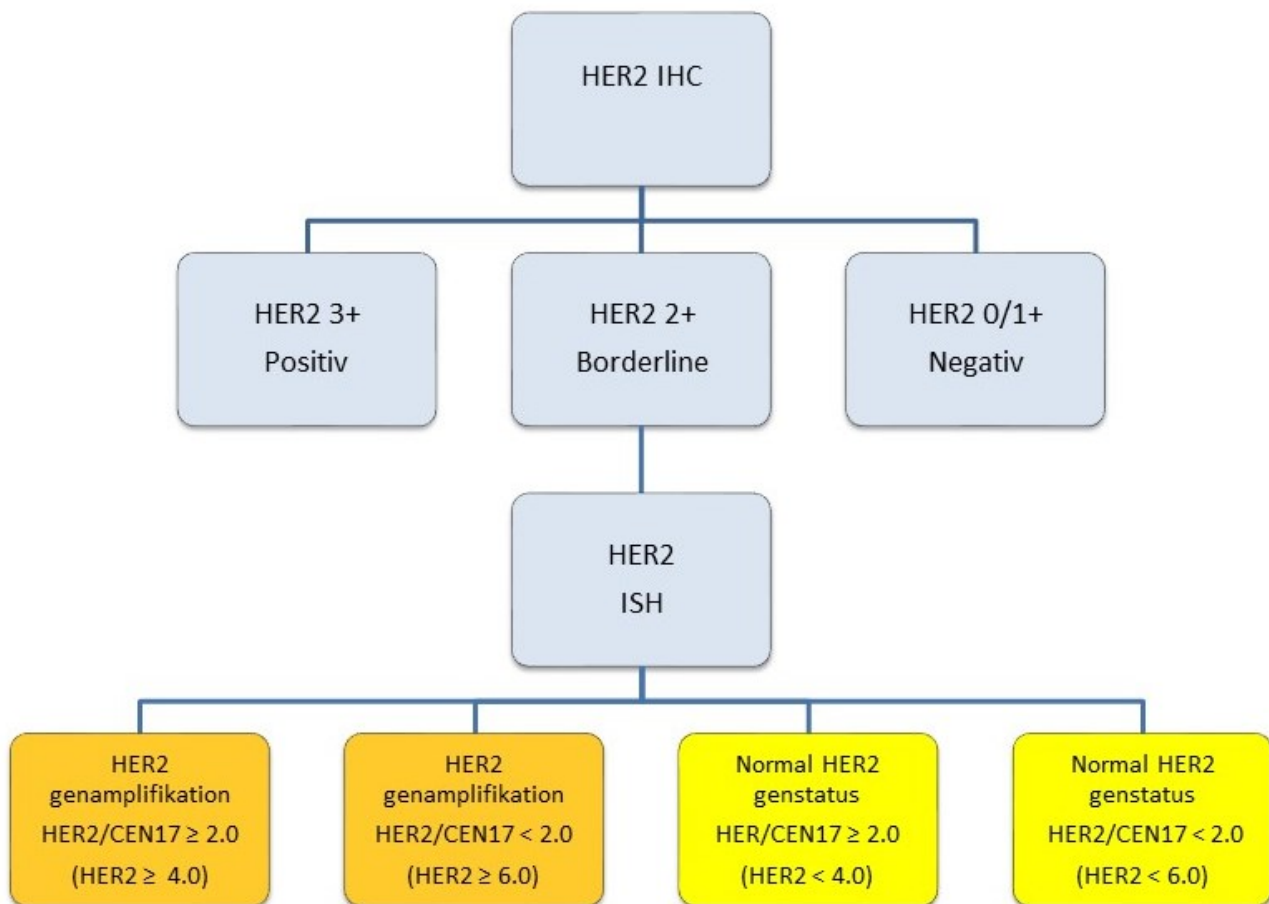 HER2 IHC
HER2 3+
Positiv
HER2 2+
Borderline
HER2 0/1+
Negativ
HER2
ISH
HER2
genamplifikation
HER2/CEN17 ≥ 2.0
(HER2 ≥ 4.0)
HER2
genamplifikation
HER2/CEN17 < 2.0
(HER2 ≥ 6.0)
Normal HER2
genstatus
HER/CEN17 ≥ 2.0
(HER2 < 4.0)
Normal HER2
genstatus
HER2/CEN17 < 2.0
(HER2 < 6.0)